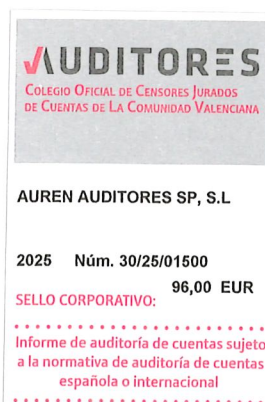 AUDITORES
COLEGIO OFICIAL DE CENSORES JURADOS
DE CUENTAS DE LA COMUNIDAD VALENCIANA
AUREN AUDITORES SP, S.L
2025 Núm. 30/25/01500
96,00 EUR
SELLO CORPORATIVO:
Informe de auditoría de cuentas sujeto
a la normativa de auditoría de cuentas
española o internacional